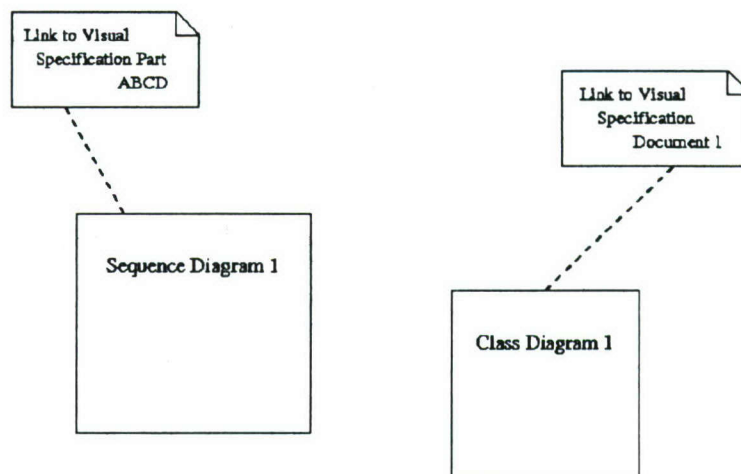 Link to Visual
Specification Part
ABCD
Link to Visual
Specification
Document 1
Sequence Diagram 1
Class Diagram 1